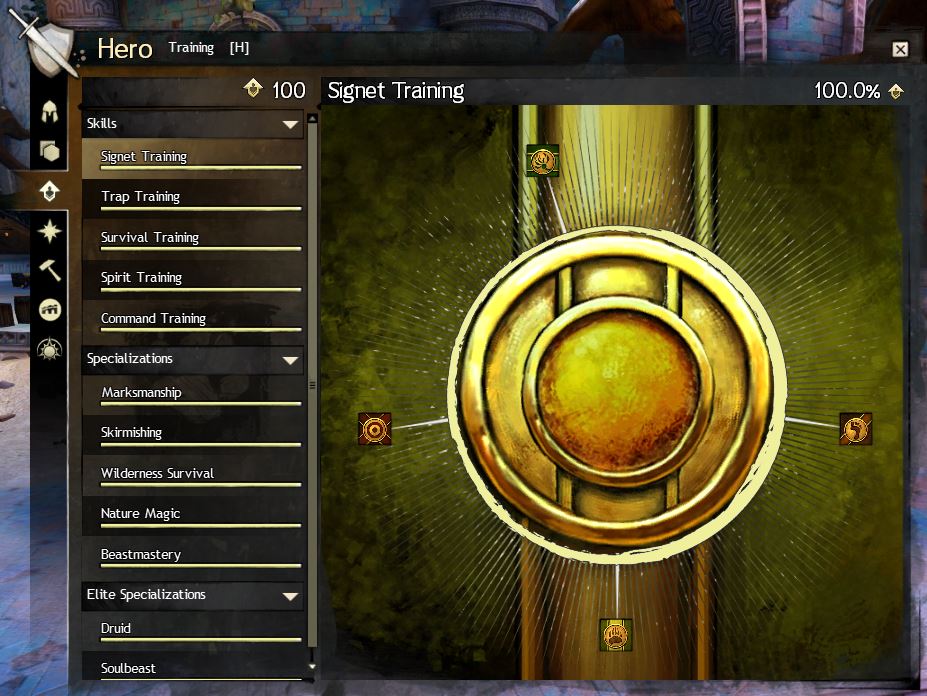 Hero Training [H]
100
Signet Training 100.0%
Skills
Signet Training
Trap Training
Survival Training
Spirit Training
Command Training
Specializations
Marksmanship
Skirmishing
Wilderness Survival
Nature Magic
Beastmastery
Elite Specializations
Druid
Soulbeast